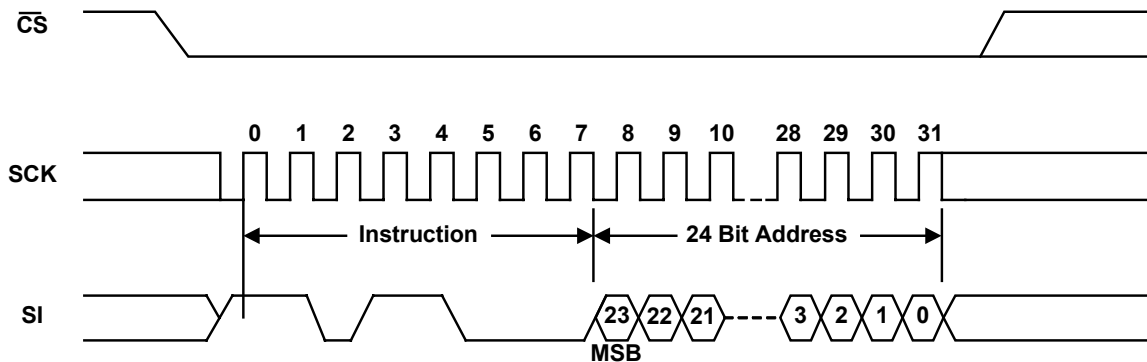 CS
0 1 2 3 4 5 6 7 8 9 10 28 29 30 31
SCK
Instruction 24 Bit Address
SI
23 22 21 3 2 1 0
MSB